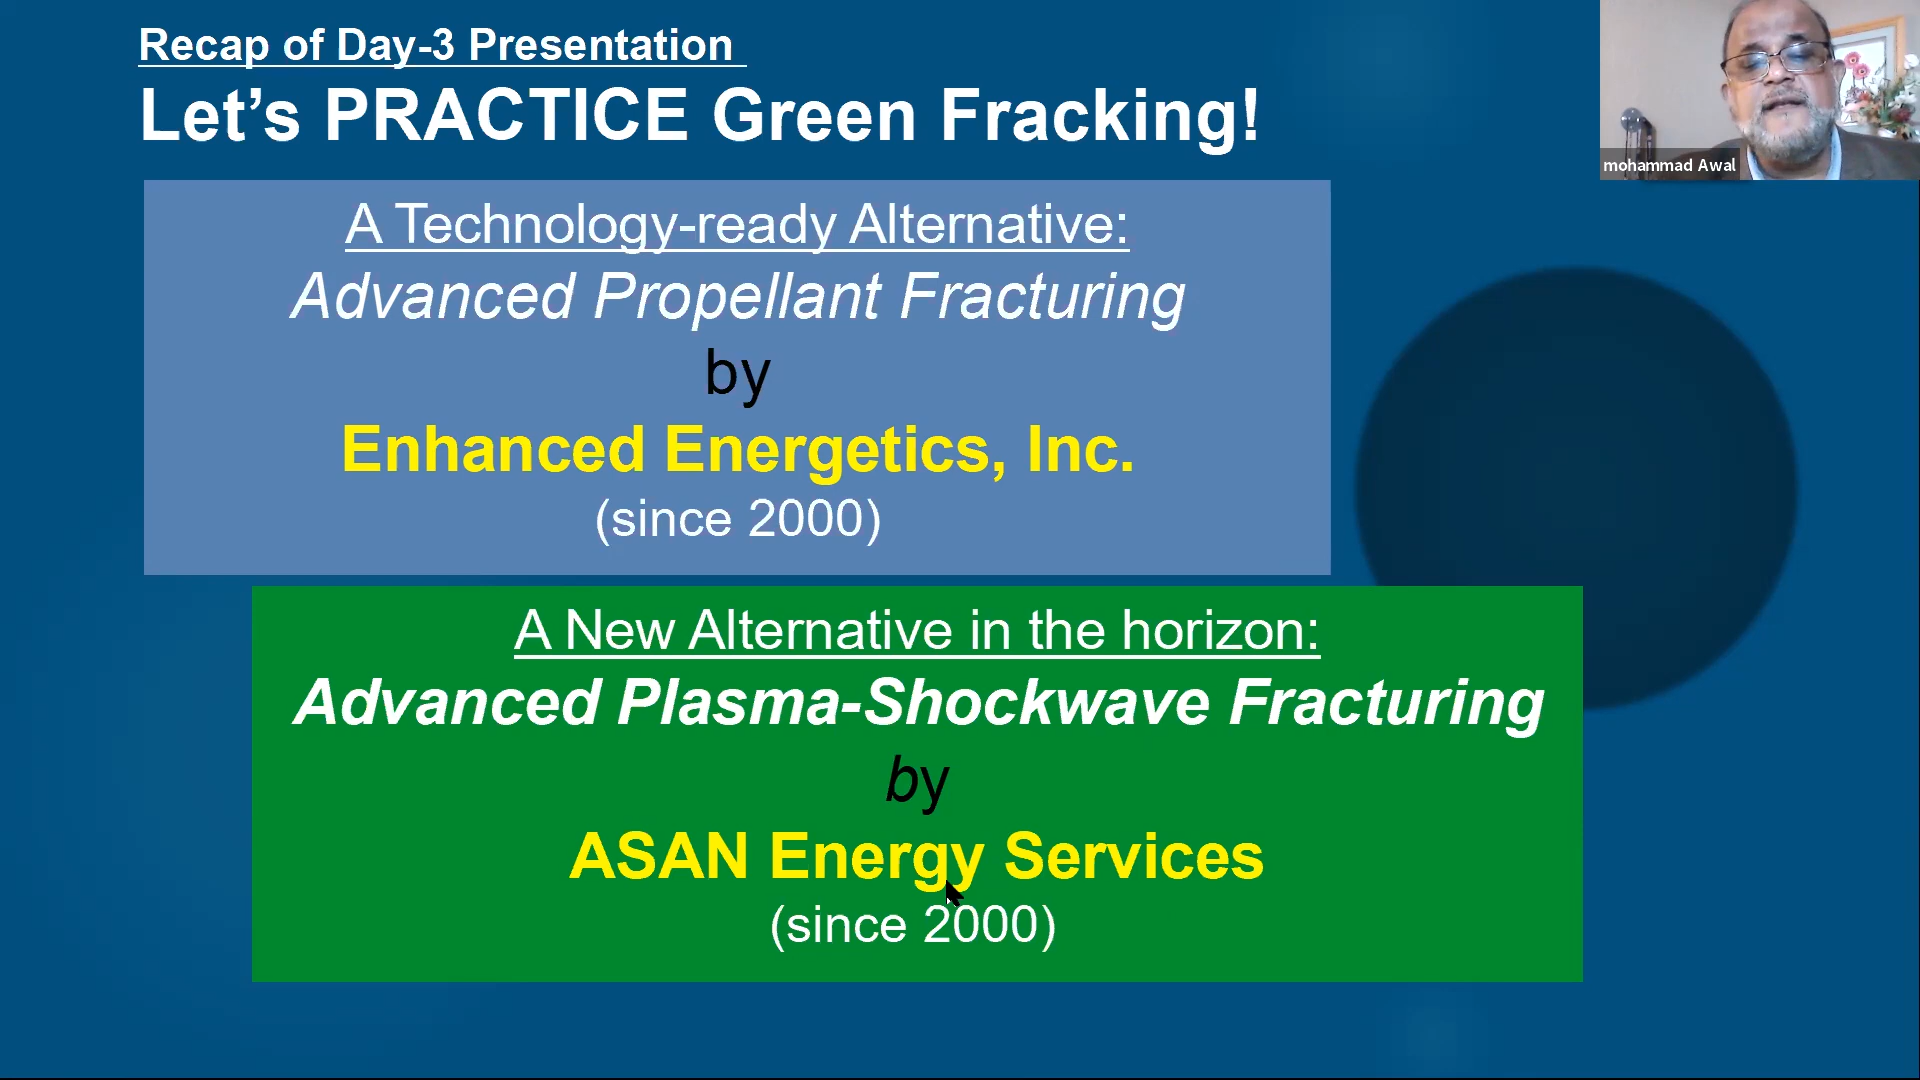 Recap of Day-3 Presentation
Let’s PRACTICE Green Fracking!
mohammad Awal
A Technology-ready Alternative:
Advanced Propellant Fracturing
by
Enhanced Energetics, Inc.
(since 2000)
A New Alternative in the horizon:
Advanced Plasma-Shockwave Fracturing
by
ASAN Energy Services
(since 2000)